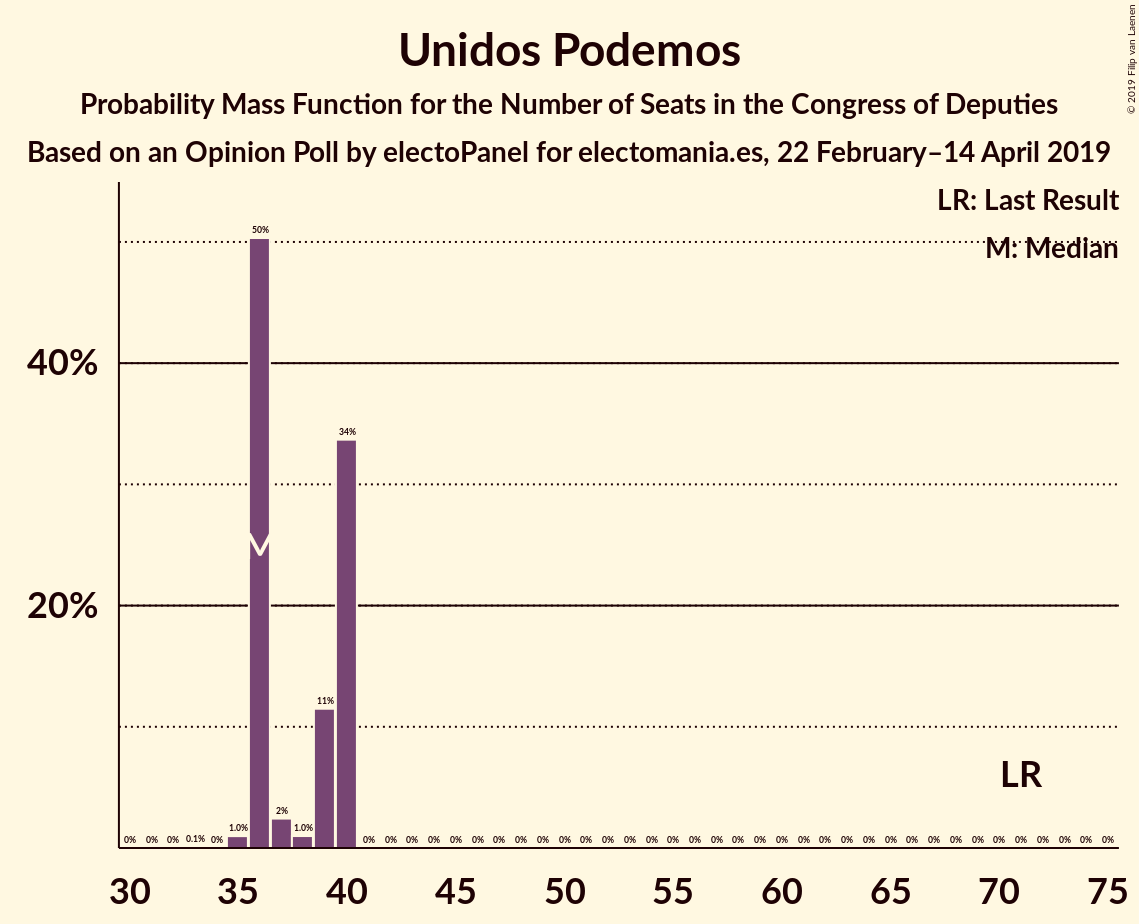 Unidos Podemos
Probability Mass Function for the Number of Seats in the Congress of Deputies
Based on an Opinion Poll by electoPanel for electomania.es, 22 February–14 April 2019
© 2019 Filip van Laenen
LR: Last Result
M: Median
50%
40%
34%
20%
11%
LR
0% 0% 0% 0.1% 0% 1.0% 2% 1.0% 0% 0% 0% 0% 0% 0% 0% 0% 0% 0% 0% 0% 0% 0% 0% 0% 0% 0% 0% 0% 0% 0% 0% 0% 0% 0% 0% 0% 0% 0% 0% 0% 0% 0% 0%
30 35 40 45 50 55 60 65 70 75